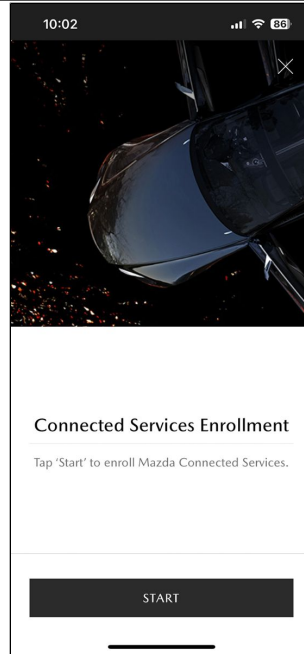 10:02
86
Connected Services Enrollment
Tap ‘Start’ to enroll Mazda Connected Services.
START